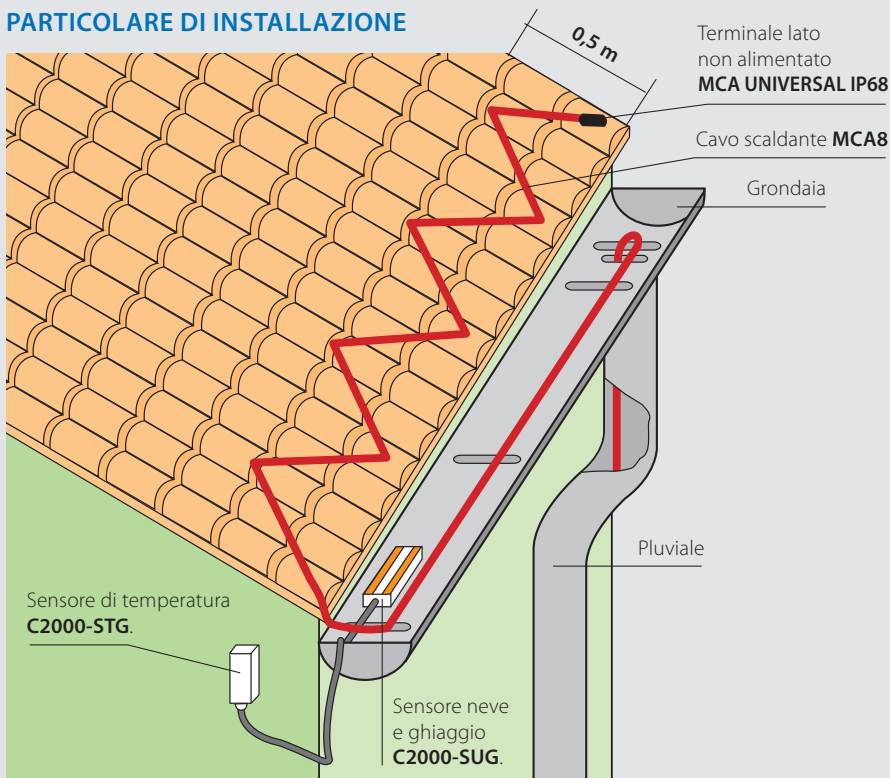 PARTICOLARE DI INSTALLAZIONE
0,5 m
Terminale lato
non alimentato
MCA UNIVERSAL IP68
Cavo scaldante MCA8
Grondaia
Pluviale
Sensore di temperatura
C2000-STG.
Sensore neve
e ghiaggio
C2000-SUG.